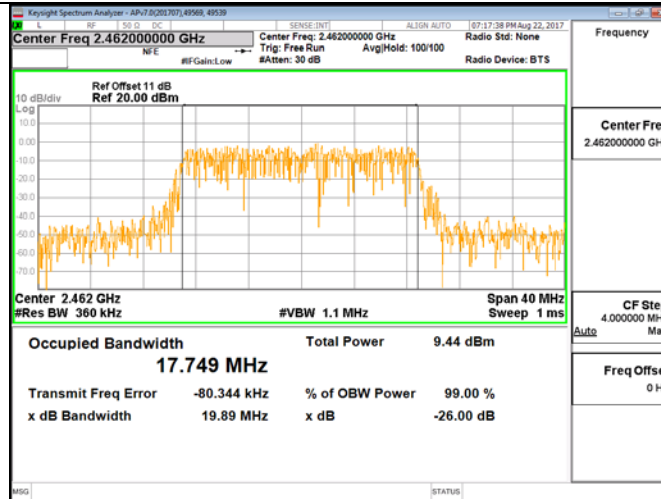 Keysight Spectrum Analyzer - APv7.0(201707),49569, 49539
L RF 50 Ω DC SENSE:INT ALIGN AUTO 07:17:38 PM Aug 22, 2017
Center Freq 2.462000000 GHz
NFE
#IFGain:Low
Center Freq: 2.462000000 GHz
Trig: Free Run Avg|Hold: 100/100
#Atten: 30 dB
Radio Std: None
Radio Device: BTS
Frequency
Ref Offset 11 dB
10 dB/div Ref 20.00 dBm
Log
10.0
0.00
-10.0
-20.0
-30.0
-40.0
-50.0
-60.0
-70.0
Center Fre
2.462000000 GH
Center 2.462 GHz Span 40 MHz
#Res BW 360 kHz #VBW 1.1 MHz Sweep 1 ms
CF Ste
4.000000 MH
Auto Ma
Occupied Bandwidth Total Power 9.44 dBm
17.749 MHz
Transmit Freq Error -80.344 kHz % of OBW Power 99.00 %
x dB Bandwidth 19.89 MHz x dB -26.00 dB
Freq Offse
0 H
MSG STATUS